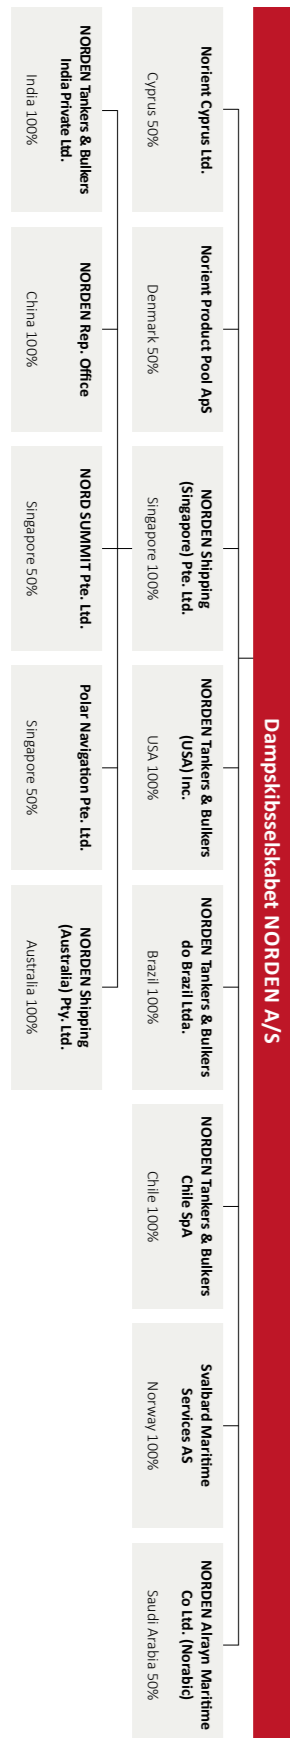 Dampskibsselskabet NORDEN A/S
Norient Cyprus Ltd.
Cyprus 50%
Norient Product Pool ApS
Denmark 50%
NORDEN Shipping
(Singapore) Pte. Ltd.
Singapore 100%
NORDEN Tankers & Bulkers
(USA) Inc.
USA 100%
NORDEN Tankers & Bulkers
do Brazil Ltda.
Brazil 100%
NORDEN Tankers & Bulkers
Chile SpA
Chile 100%
Svalbard Maritime
Services AS
Norway 100%
NORDEN Alrayn Maritime
Co Ltd. (Norabic)
Saudi Arabia 50%
NORDEN Tankers & Bulkers
India Private Ltd.
India 100%
NORDEN Rep. Office
China 100%
NORD SUMMIT Pte. Ltd.
Singapore 50%
Polar Navigation Pte. Ltd.
Singapore 50%
NORDEN Shipping
(Australia) Pty. Ltd.
Australia 100%